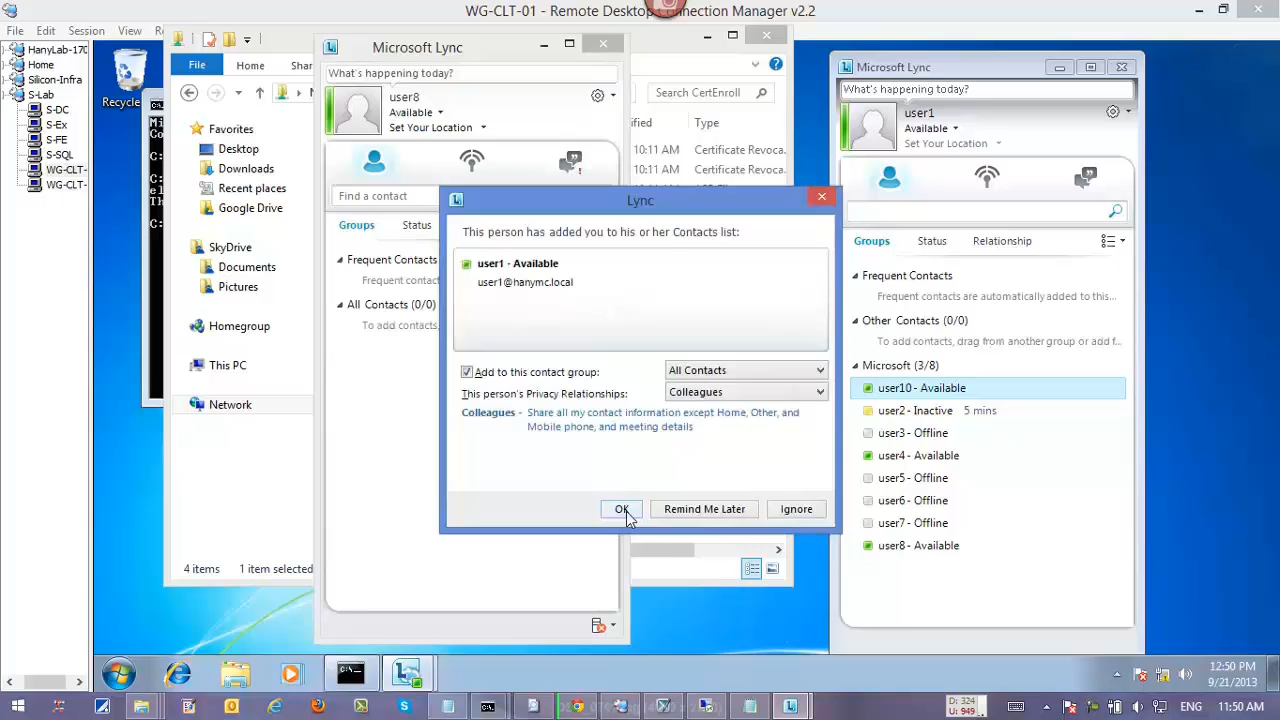 WG-CLT-01 - Remote Desktop Connection Manager v2.2
File Edit Session View
HanyLab-170
Home
Silicon-Infra
S-Lab
S-DC
S-Ex
S-FE
S-SQL
WG-CLT-
WG-CLT-
Recycle
File Home Shar
Search CertEnroll
ified Type
10:11 AM Certificate Revoca.
10:11 AM Certificate Revoca.
Favorites
Desktop
Downloads
Recent places
Google Drive
SkyDrive
Documents
Pictures
Homegroup
This PC
Network
4 items 1 item selected
Microsoft Lync
What's happening today?
user8
Available
Set Your Location
Find a contact
Groups Status
Frequent Contacts
Frequent contac
All Contacts (0/0)
To add contacts,
Lync
This person has added you to his or her Contacts list:
user1 - Available
user1@hanymc.local
Add to this contact group: All Contacts
This person's Privacy Relationships: Colleagues
Colleagues - Share all my contact information except Home, Other, and
Mobile phone, and meeting details
OK Remind Me Later Ignore
Microsoft Lync
What's happening today?
user1
Available
Set Your Location
Groups Status Relationship
Frequent Contacts
Frequent contacts are automatically added to this...
Other Contacts (0/0)
To add contacts, drag from another group or add f...
Microsoft (3/8)
user10 - Available
user2 - Inactive 5 mins
user3 - Offline
user4 - Available
user5 - Offline
user6 - Offline
user7 - Offline
user8 - Available
12:50 PM
9/21/2013
D: 324
U: 949
ENG 11:50 AM